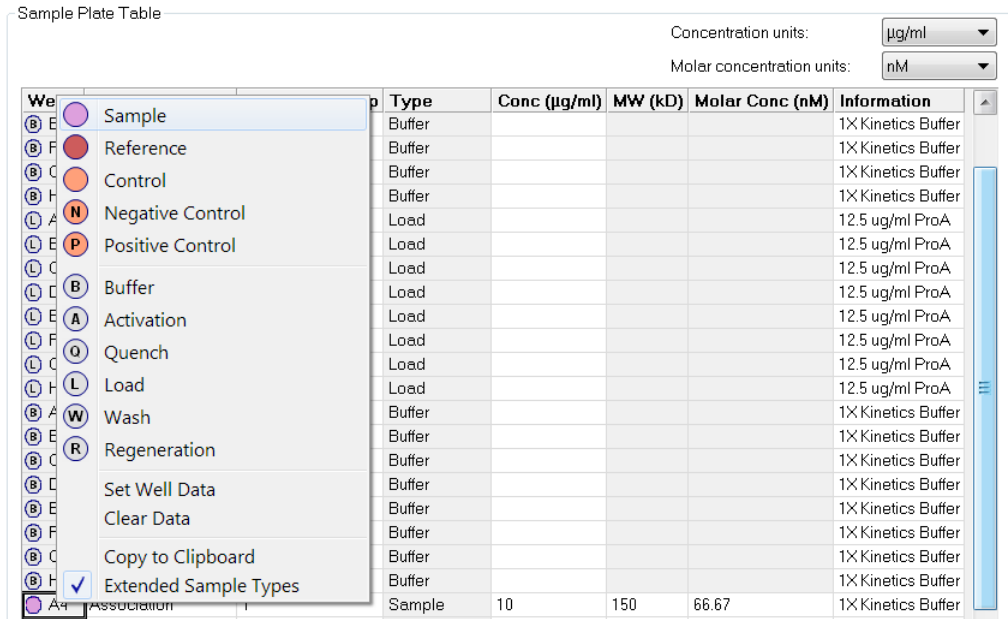 Sample Plate Table
Concentration units: µg/ml
Molar concentration units: nM
We p Type Conc (µg/ml) MW (kD) Molar Conc (nM) Information
B E Buffer 1X Kinetics Buffer
B F Buffer 1X Kinetics Buffer
B Buffer 1X Kinetics Buffer
B H Buffer 1X Kinetics Buffer
L A Load 12.5 ug/ml ProA
L Load 12.5 ug/ml ProA
L Load 12.5 ug/ml ProA
L Load 12.5 ug/ml ProA
L E Load 12.5 ug/ml ProA
L F Load 12.5 ug/ml ProA
L Load 12.5 ug/ml ProA
L H Load 12.5 ug/ml ProA
B A Buffer 1X Kinetics Buffer
B Buffer 1X Kinetics Buffer
B Buffer 1X Kinetics Buffer
B Buffer 1X Kinetics Buffer
B E Buffer 1X Kinetics Buffer
B F Buffer 1X Kinetics Buffer
B Buffer 1X Kinetics Buffer
B H Buffer 1X Kinetics Buffer
A4 Association 1 Sample 10 150 66.67 1X Kinetics Buffer
Sample
Reference
Control
N Negative Control
P Positive Control
B Buffer
A Activation
Q Quench
L Load
W Wash
R Regeneration
Set Well Data
Clear Data
Copy to Clipboard
Extended Sample Types